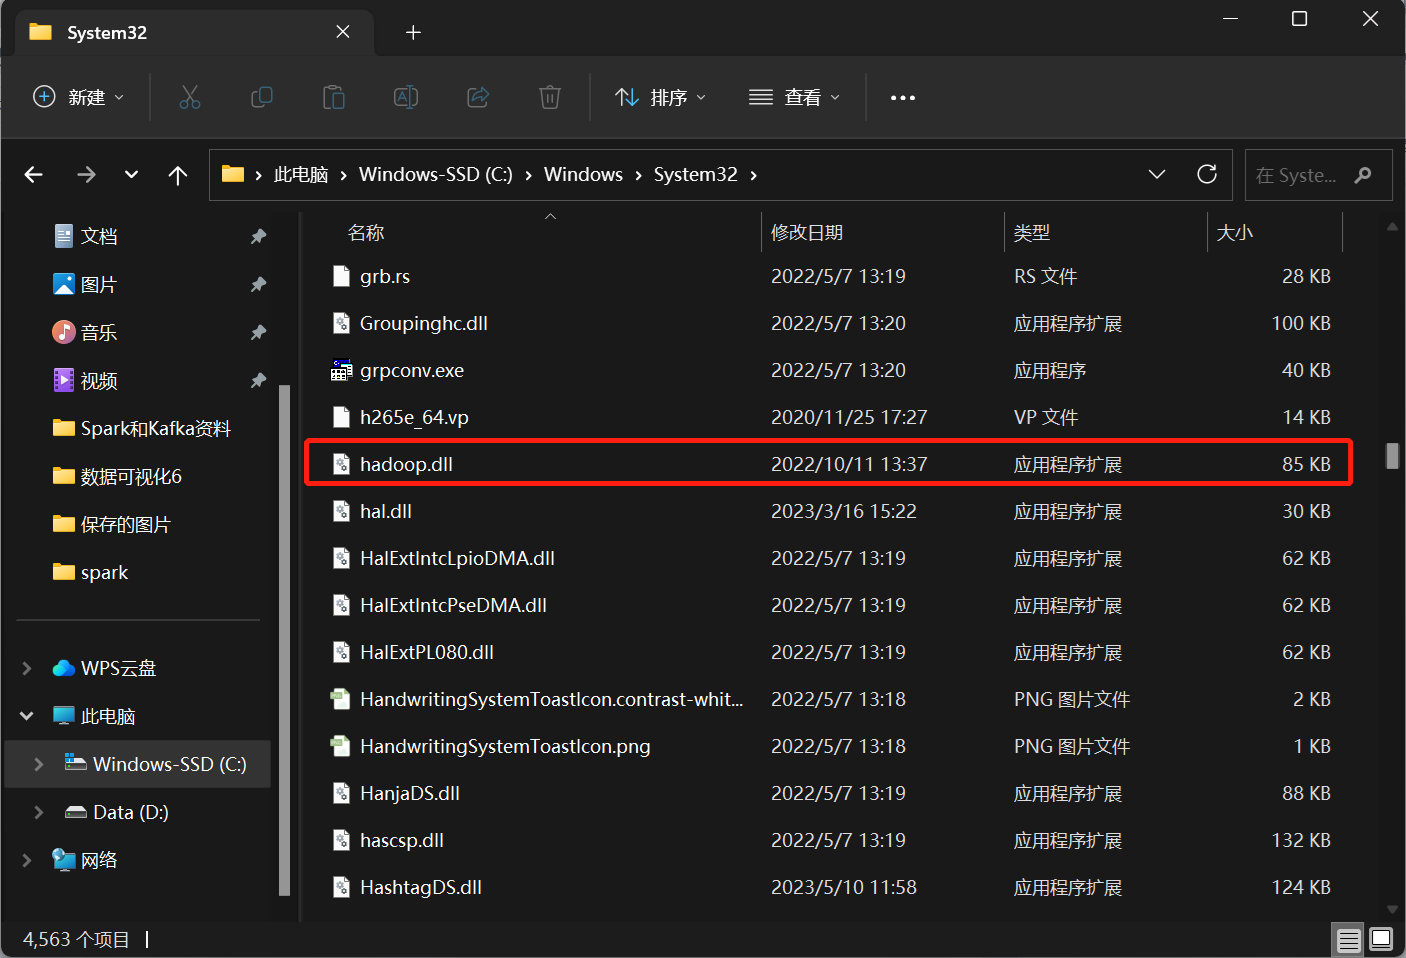 System32
新建
排序
查看
此电脑 Windows-SSD (C:) Windows System32
在 Syste...
名称 修改日期 类型 大小
文档
图片
音乐
视频
Spark和Kafka资料
数据可视化6
保存的图片
spark
WPS云盘
此电脑
Windows-SSD (C:)
Data (D:)
网络
grb.rs 2022/5/7 13:19 RS 文件 28 KB
Groupinghc.dll 2022/5/7 13:20 应用程序扩展 100 KB
grpconv.exe 2022/5/7 13:20 应用程序 40 KB
h265e_64.vp 2020/11/25 17:27 VP 文件 14 KB
hadoop.dll 2022/10/11 13:37 应用程序扩展 85 KB
hal.dll 2023/3/16 15:22 应用程序扩展 30 KB
HalExtIntcLpioDMA.dll 2022/5/7 13:19 应用程序扩展 62 KB
HalExtIntcPseDMA.dll 2022/5/7 13:19 应用程序扩展 62 KB
HalExtPL080.dll 2022/5/7 13:19 应用程序扩展 62 KB
HandwritingSystemToastIcon.contrast-whit... 2022/5/7 13:18 PNG 图片文件 2 KB
HandwritingSystemToastIcon.png 2022/5/7 13:18 PNG 图片文件 1 KB
HanjaDS.dll 2022/5/7 13:19 应用程序扩展 88 KB
hascsp.dll 2022/5/7 13:19 应用程序扩展 132 KB
HashtagDS.dll 2023/5/10 11:58 应用程序扩展 124 KB
4,563 个项目